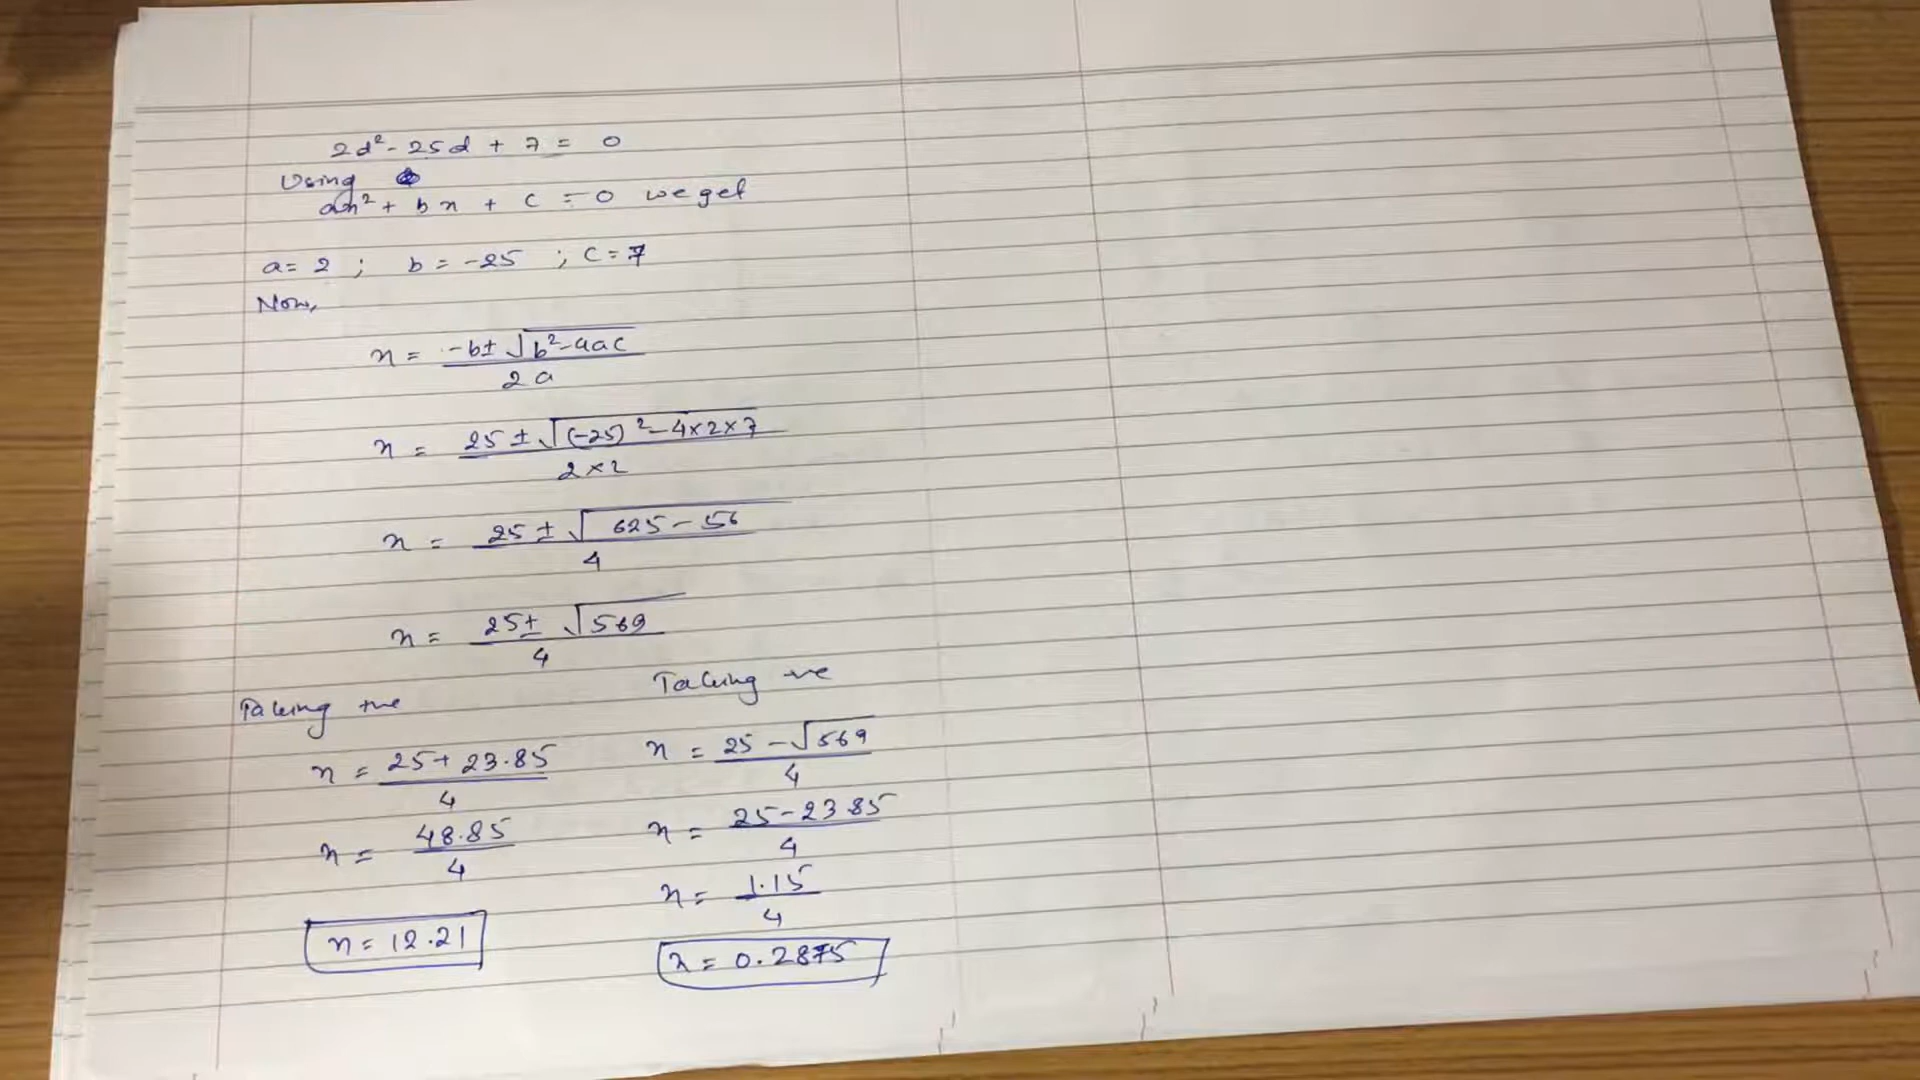 2d² - 25d + 7 = 0
Using
ax² + bx + c = 0 we get
a = 2 ; b = -25 ; c = 7
Now,
x = -b ± √b² - 4ac
2a
x = 25 ± √(-25)² - 4×2×7
2×2
x = 25 ± √625 - 56
4
x = 25 ± √569
4
Taking +ve
x = 25 + 23.85
4
x = 48.85
4
x = 12.21
Taking -ve
x = 25 - √569
4
x = 25 - 23.85
4
x = 1.15
4
x = 0.2875